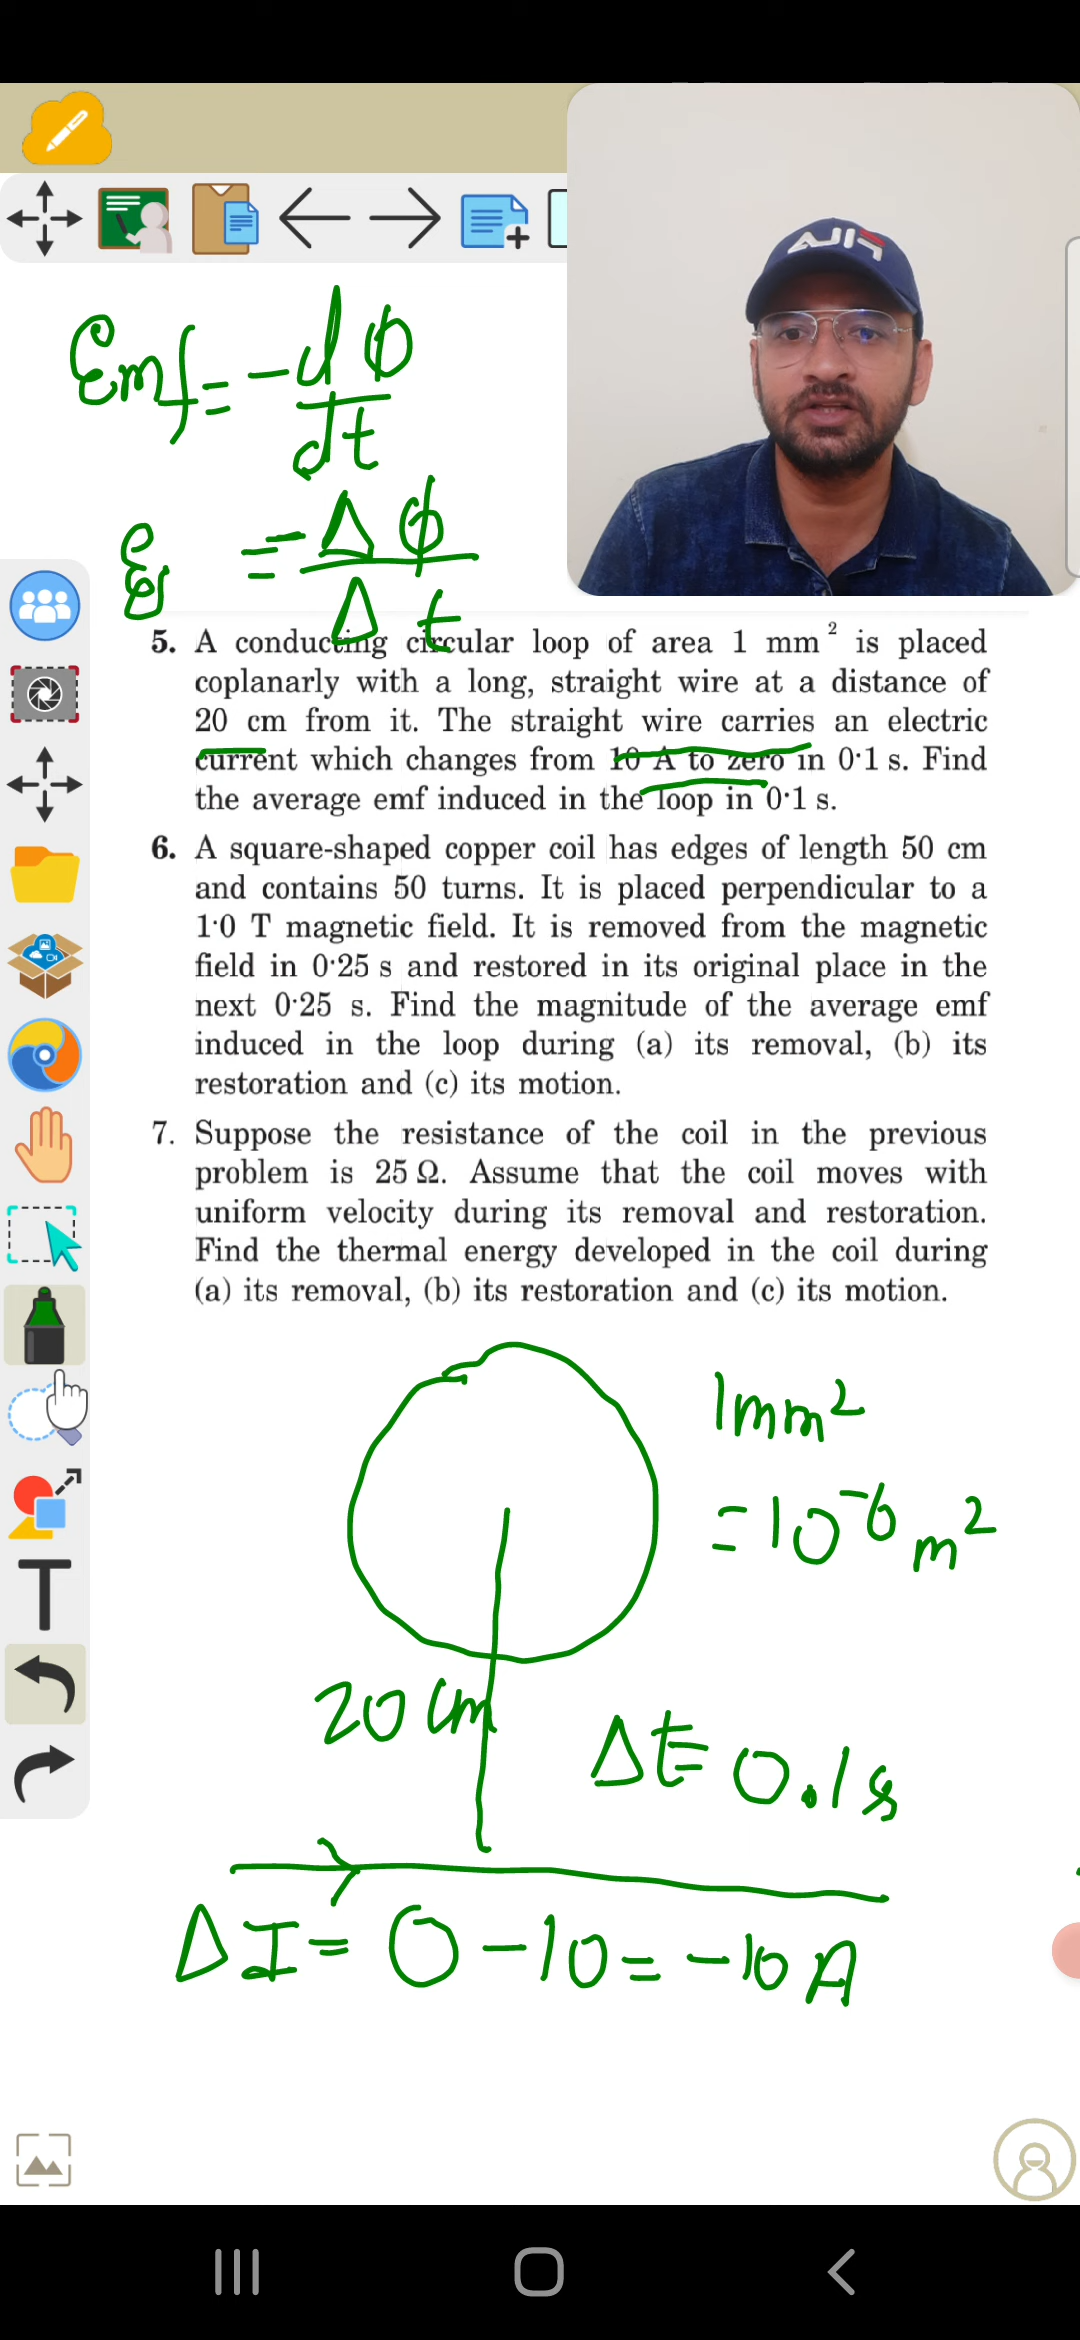 Emf = - dφ
dt
E = - Δφ
Δt
5. A conducting circular loop of area 1 mm² is placed
coplanarly with a long, straight wire at a distance of
20 cm from it. The straight wire carries an electric
current which changes from 10 A to zero in 0·1 s. Find
the average emf induced in the loop in 0·1 s.
6. A square-shaped copper coil has edges of length 50 cm
and contains 50 turns. It is placed perpendicular to a
1·0 T magnetic field. It is removed from the magnetic
field in 0·25 s and restored in its original place in the
next 0·25 s. Find the magnitude of the average emf
induced in the loop during (a) its removal, (b) its
restoration and (c) its motion.
7. Suppose the resistance of the coil in the previous
problem is 25 Ω. Assume that the coil moves with
uniform velocity during its removal and restoration.
Find the thermal energy developed in the coil during
(a) its removal, (b) its restoration and (c) its motion.
1mm²
= 10⁻⁶ m²
20 cm
Δt = 0.1 s
ΔI = 0 - 10 = -10 A
T